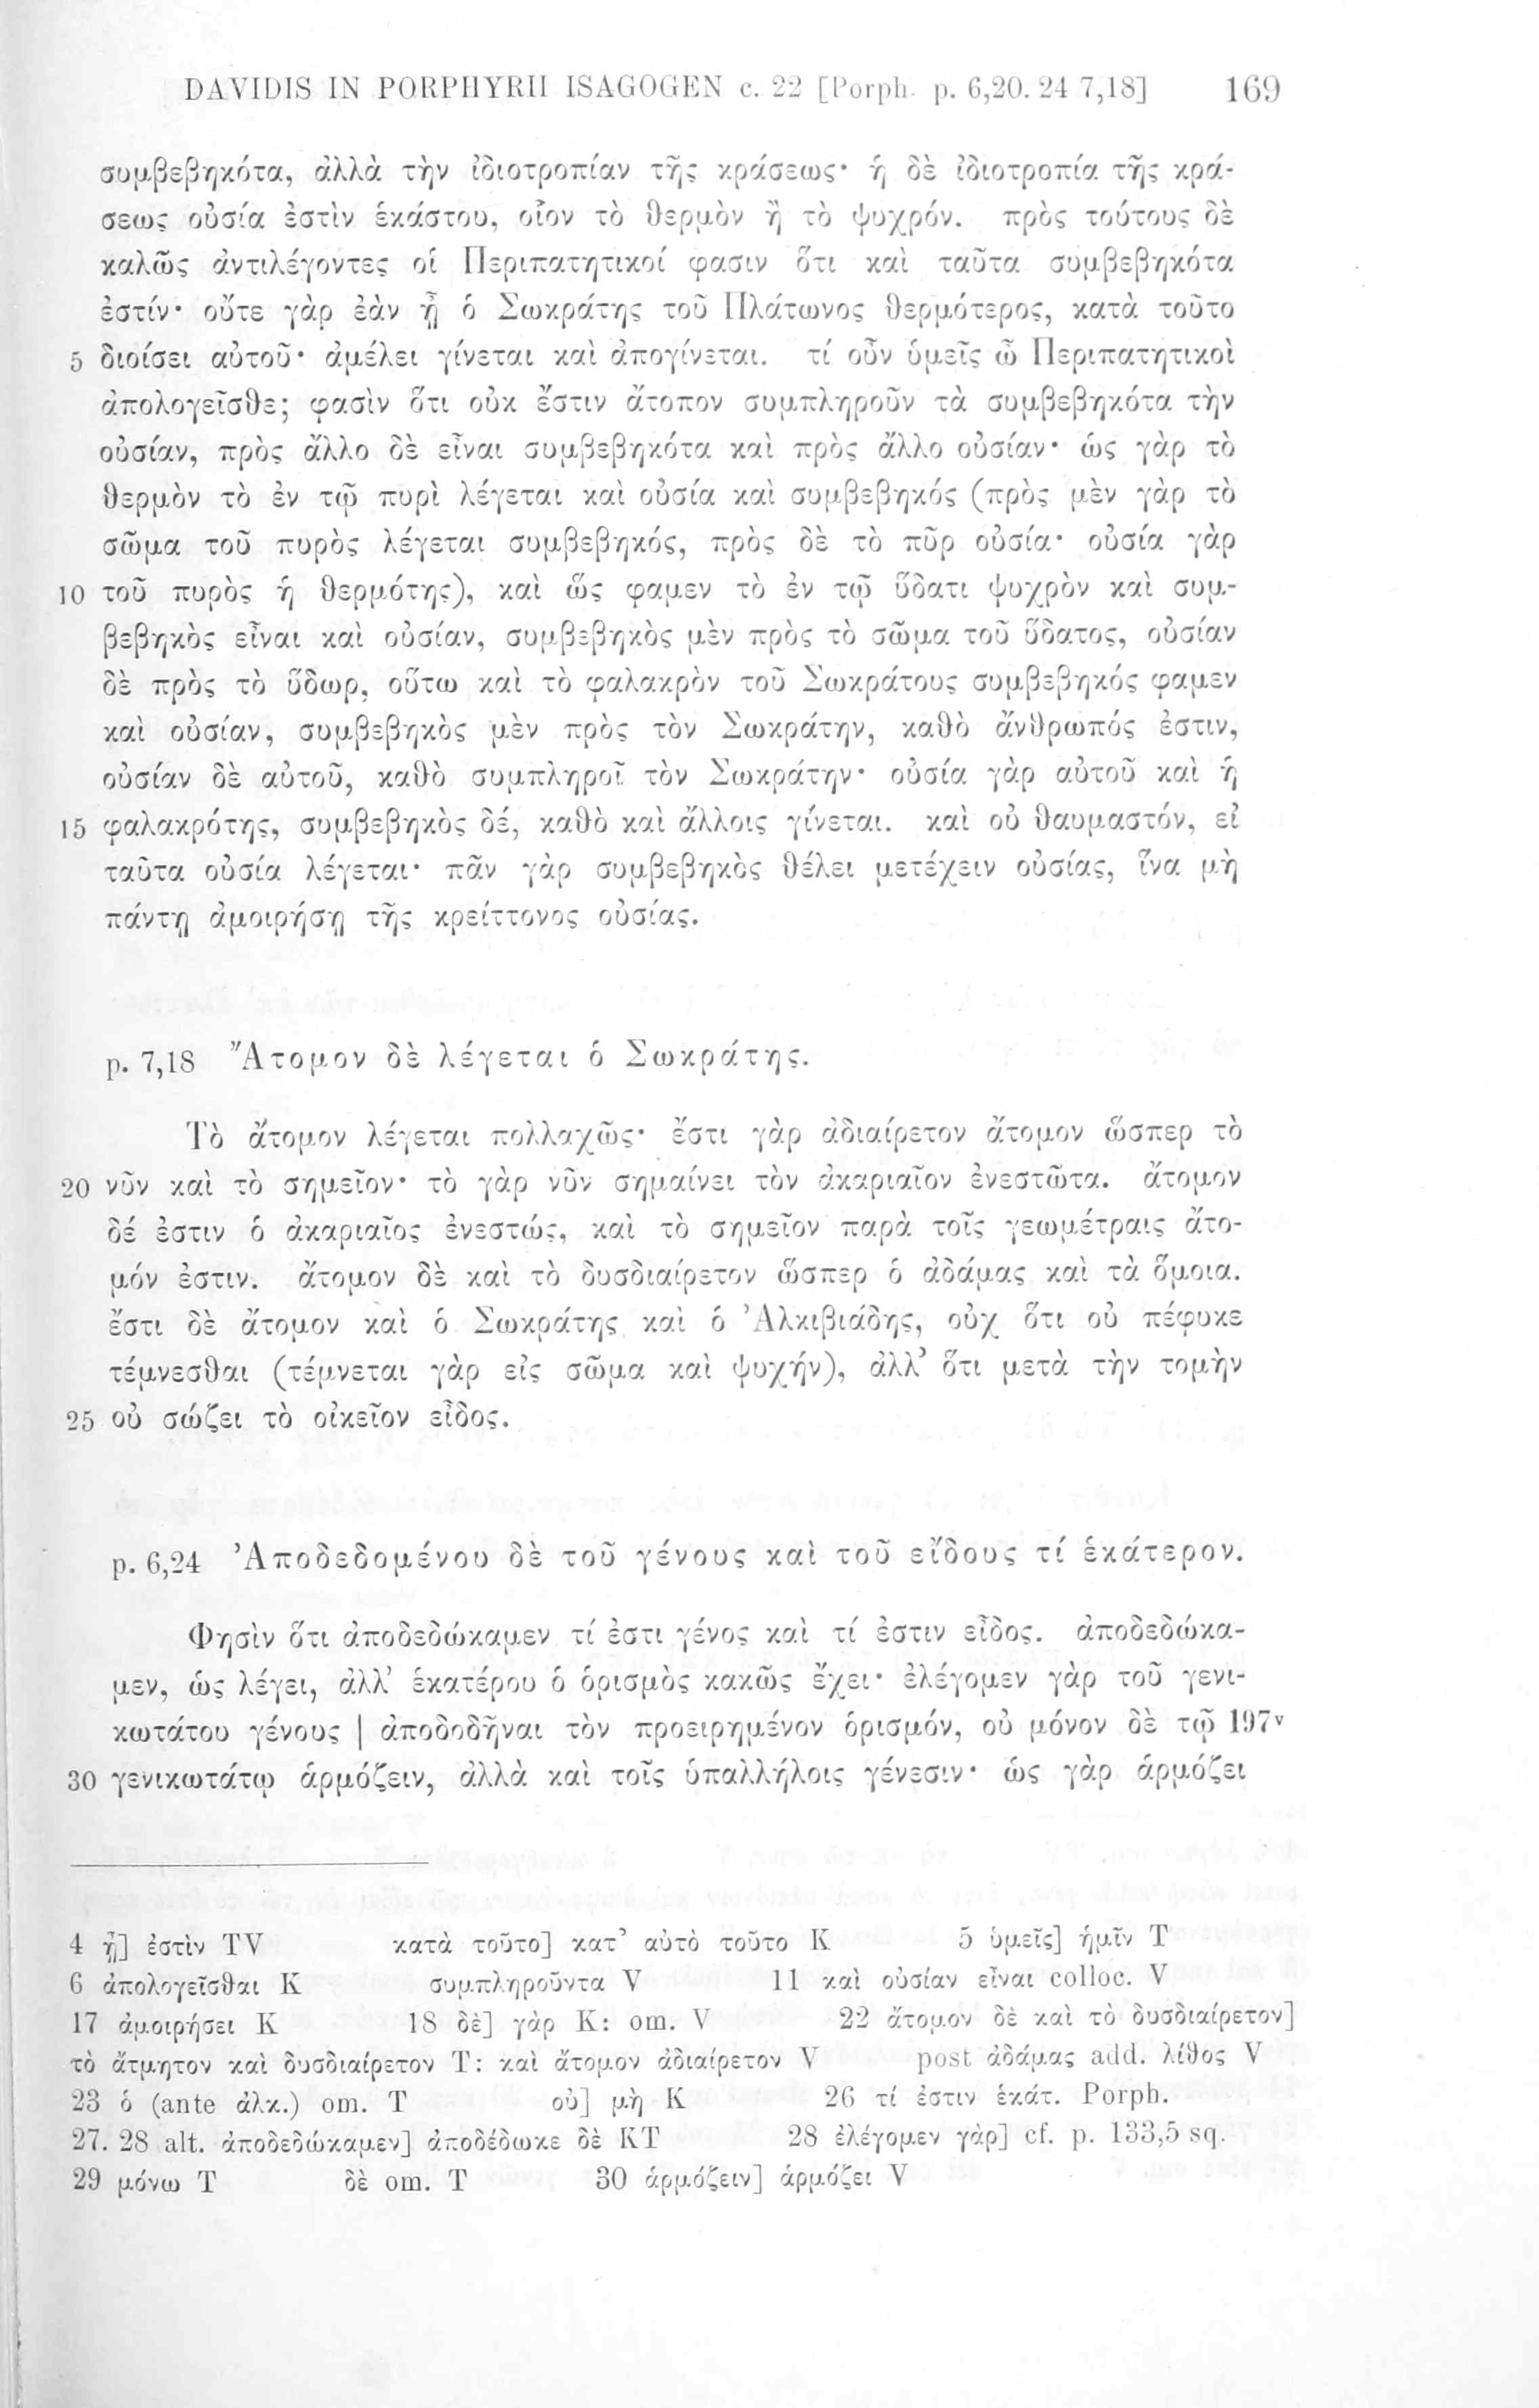 DAVIDIS IN PORPHYRII ISAGOGEN c. 22 [Porph. p. 6,20. 24 7,18] 169
συμβεβηκότα, ἀλλὰ τὴν ἰδιοτροπίαν τῆς κράσεως· ἡ δὲ ἰδιοτροπία τῆς κρά-
σεως οὐσία ἐστὶν ἑκάστου, οἷον τὸ θερμὸν ἢ τὸ ψυχρόν. πρὸς τούτους δὲ
καλῶς ἀντιλέγοντες οἱ Περιπατητικοί φασιν ὅτι καὶ ταῦτα συμβεβηκότα
ἐστίν· οὔτε γὰρ ἐὰν ᾖ ὁ Σωκράτης τοῦ Πλάτωνος θερμότερος, κατὰ τοῦτο
5 διοίσει αὐτοῦ· ἀμέλει γίνεται καὶ ἀπογίνεται. τί οὖν ὑμεῖς ὦ Περιπατητικοὶ
ἀπολογεῖσθε; φασὶν ὅτι οὐκ ἔστιν ἄτοπον συμπληροῦν τὰ συμβεβηκότα τὴν
οὐσίαν, πρὸς ἄλλο δὲ εἶναι συμβεβηκότα καὶ πρὸς ἄλλο οὐσίαν· ὡς γὰρ τὸ
θερμὸν τὸ ἐν τῷ πυρὶ λέγεται καὶ οὐσία καὶ συμβεβηκός (πρὸς μὲν γὰρ τὸ
σῶμα τοῦ πυρὸς λέγεται συμβεβηκός, πρὸς δὲ τὸ πῦρ οὐσία· οὐσία γὰρ
10 τοῦ πυρὸς ἡ θερμότης), καὶ ὥς φαμεν τὸ ἐν τῷ ὕδατι ψυχρὸν καὶ συμ-
βεβηκὸς εἶναι καὶ οὐσίαν, συμβεβηκὸς μὲν πρὸς τὸ σῶμα τοῦ ὕδατος, οὐσίαν
δὲ πρὸς τὸ ὕδωρ, οὕτω καὶ τὸ φαλακρὸν τοῦ Σωκράτους συμβεβηκός φαμεν
καὶ οὐσίαν, συμβεβηκὸς μὲν πρὸς τὸν Σωκράτην, καθὸ ἄνθρωπός ἐστιν,
οὐσίαν δὲ αὐτοῦ, καθὸ συμπληροῖ τὸν Σωκράτην· οὐσία γὰρ αὐτοῦ καὶ ἡ
15 φαλακρότης, συμβεβηκὸς δέ, καθὸ καὶ ἄλλοις γίνεται. καὶ οὐ θαυμαστόν, εἰ
ταῦτα οὐσία λέγεται· πᾶν γὰρ συμβεβηκὸς θέλει μετέχειν οὐσίας, ἵνα μὴ
πάντῃ ἀμοιρήσῃ τῆς κρείττονος οὐσίας.
p. 7,18 Ἄτομον δὲ λέγεται ὁ Σωκράτης.
Τὸ ἄτομον λέγεται πολλαχῶς· ἔστι γὰρ ἀδιαίρετον ἄτομον ὥσπερ τὸ
20 νῦν καὶ τὸ σημεῖον· τὸ γὰρ νῦν σημαίνει τὸν ἀκαριαῖον ἐνεστῶτα. ἄτομον
δέ ἐστιν ὁ ἀκαριαῖος ἐνεστώς, καὶ τὸ σημεῖον παρὰ τοῖς γεωμέτραις ἄτο-
μόν ἐστιν. ἄτομον δὲ καὶ τὸ δυσδιαίρετον ὥσπερ ὁ ἀδάμας καὶ τὰ ὅμοια.
ἔστι δὲ ἄτομον καὶ ὁ Σωκράτης καὶ ὁ Ἀλκιβιάδης, οὐχ ὅτι οὐ πέφυκε
τέμνεσθαι (τέμνεται γὰρ εἰς σῶμα καὶ ψυχήν), ἀλλ᾽ ὅτι μετὰ τὴν τομὴν
25 οὐ σώζει τὸ οἰκεῖον εἶδος.
p. 6,24 Ἀποδεδομένου δὲ τοῦ γένους καὶ τοῦ εἴδους τί ἑκάτερον.
Φησὶν ὅτι ἀποδεδώκαμεν τί ἐστι γένος καὶ τί ἐστιν εἶδος. ἀποδεδώκα-
μεν, ὡς λέγει, ἀλλ᾽ ἑκατέρου ὁ ὁρισμὸς κακῶς ἔχει· ἐλέγομεν γὰρ τοῦ γενι-
κωτάτου γένους | ἀποδοθῆναι τὸν προειρημένον ὁρισμόν, οὐ μόνον δὲ τῷ 197v
30 γενικωτάτῳ ἁρμόζειν, ἀλλὰ καὶ τοῖς ὑπαλλήλοις γένεσιν· ὡς γὰρ ἁρμόζει
4 ᾖ] ἐστὶν TV κατὰ τοῦτο] κατ᾽ αὐτὸ τοῦτο K 5 ὑμεῖς] ἡμῖν T
6 ἀπολογεῖσθαι K συμπληροῦντα V 11 καὶ οὐσίαν εἶναι colloc. V
17 ἀμοιρήσει K 18 δὲ] γὰρ K: om. V 22 ἄτομον δὲ καὶ τὸ δυσδιαίρετον]
τὸ ἄτμητον καὶ δυσδιαίρετον T: καὶ ἄτομον ἀδιαίρετον V post ἀδάμας add. λίθος V
23 ὁ (ante ἀλκ.) om. T οὐ] μὴ K 26 τί ἐστιν ἑκάτ. Porph.
27. 28 alt. ἀποδεδώκαμεν] ἀποδέδωκε δὲ KT 28 ἐλέγομεν γὰρ] cf. p. 133,5 sq.
29 μόνω T δὲ om. T 30 ἁρμόζειν] ἁρμόζει V